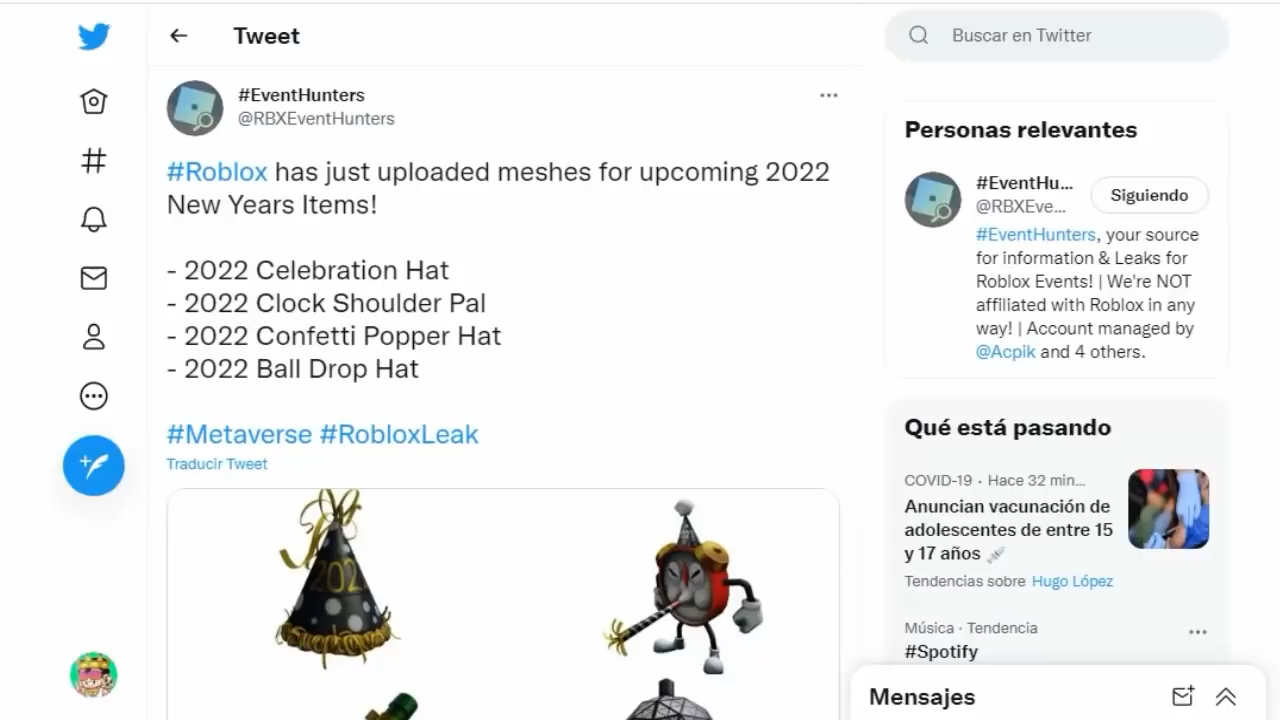 Tweet
#EventHunters
@RBXEventHunters
#Roblox has just uploaded meshes for upcoming 2022
New Years Items!
- 2022 Celebration Hat
- 2022 Clock Shoulder Pal
- 2022 Confetti Popper Hat
- 2022 Ball Drop Hat
#Metaverse #RobloxLeak
Traducir Tweet
202
Buscar en Twitter
Personas relevantes
#EventHu...
@RBXEve...
Siguiendo
#EventHunters, your source
for information & Leaks for
Roblox Events! | We're NOT
affiliated with Roblox in any
way! | Account managed by
@Acpik and 4 others.
Qué está pasando
COVID-19 · Hace 32 min...
Anuncian vacunación de
adolescentes de entre 15
y 17 años
Tendencias sobre Hugo López
Música · Tendencia
#Spotify
Mensajes